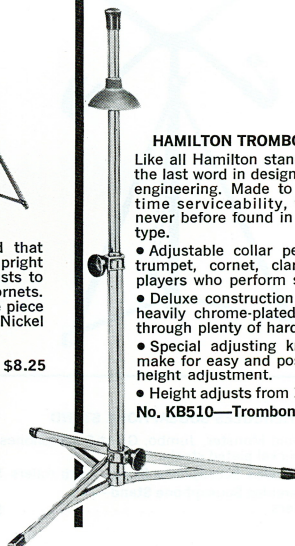 d that
pright
sts to
ornets.
piece
Nickel
$8.25
HAMILTON TROMBO
Like all Hamilton stan
the last word in design
engineering. Made to
time serviceability,
never before found in
type.
• Adjustable collar pe
trumpet, cornet, clar
players who perform s
• Deluxe construction
heavily chrome-plated
through plenty of hard
• Special adjusting k
make for easy and pos
height adjustment.
• Height adjusts from
No. KB510—Trombon